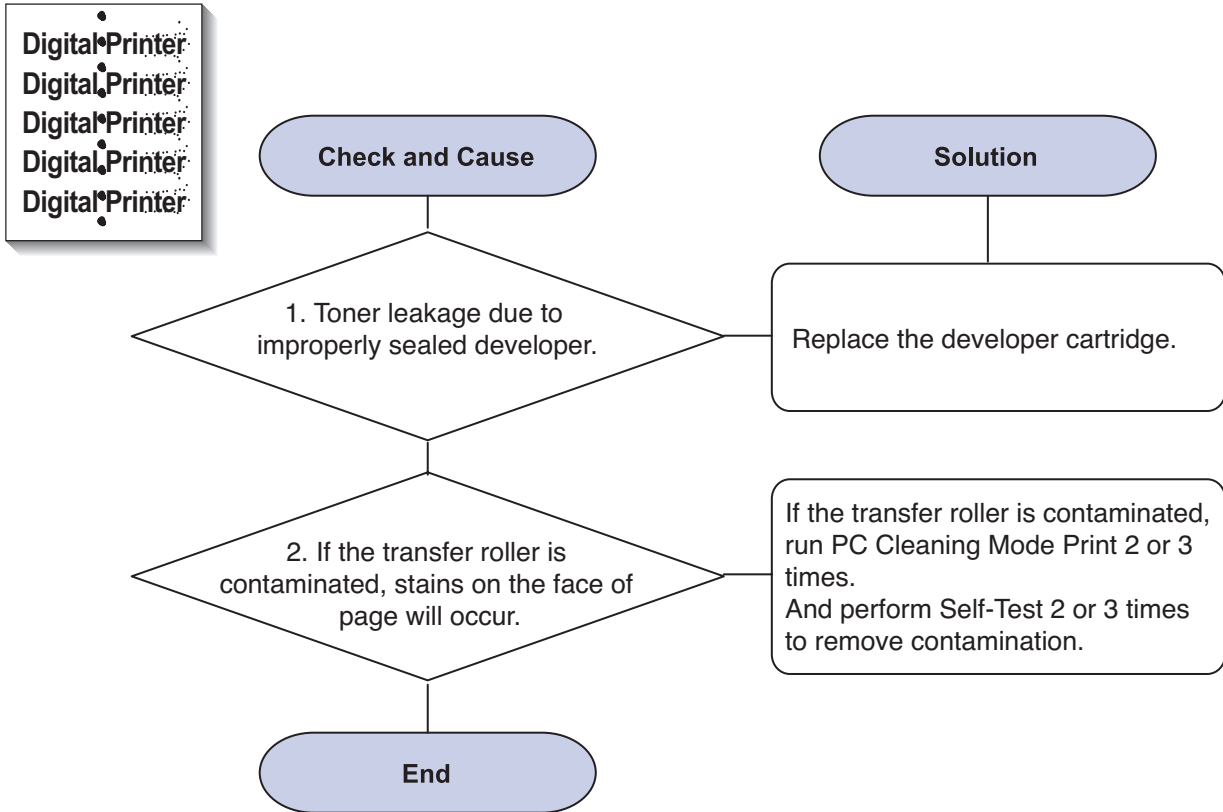 Digital Printer
Digital Printer
Digital Printer
Digital Printer
Digital Printer
Check and Cause
Solution
1. Toner leakage due to
improperly sealed developer.
Replace the developer cartridge.
2. If the transfer roller is
contaminated, stains on the face of
page will occur.
If the transfer roller is contaminated,
run PC Cleaning Mode Print 2 or 3
times.
And perform Self-Test 2 or 3 times
to remove contamination.
End